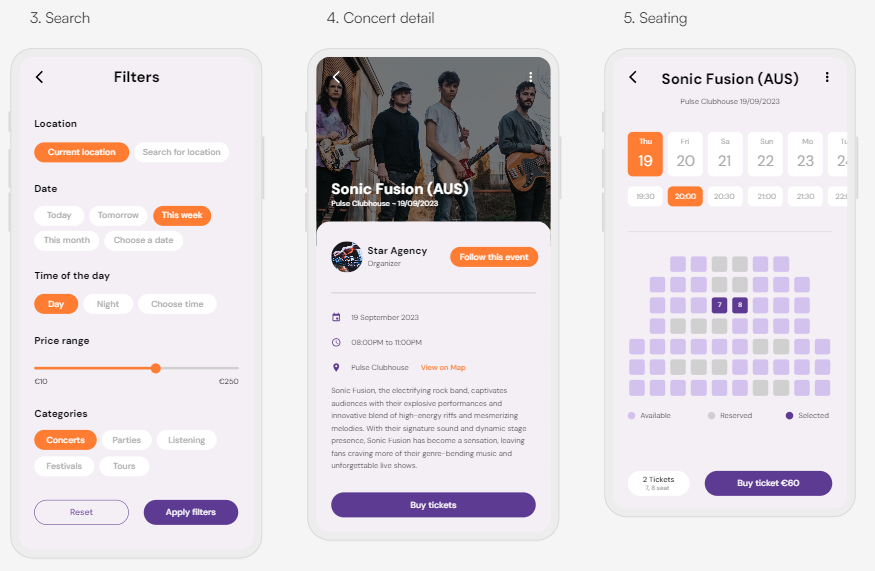 3. Search
Filters
Location
Current location
Search for location
Date
Today
Tomorrow
This week
This month
Choose a date
Time of the day
Day
Night
Choose time
Price range
€10
€250
Categories
Concerts
Parties
Listening
Festivals
Tours
Reset
Apply filters
4. Concert detail
Sonic Fusion (AUS)
Pulse Clubhouse - 19/09/2023
Star Agency
Organizer
Follow this event
19 September 2023
08:00PM to 11:00PM
Pulse Clubhouse
View on Map
Sonic Fusion, the electrifying rock band, captivates
audiences with their explosive performances and
innovative blend of high-energy riffs and mesmerizing
melodies. With their signature sound and dynamic stage
presence, Sonic Fusion has become a sensation, leaving
fans craving more of their genre-bending music and
unforgettable live shows.
Buy tickets
5. Seating
Sonic Fusion (AUS)
Pulse Clubhouse 19/09/2023
Thu
19
Fri
20
Sa
21
Sun
22
Mo
23
Tu
24
19:30
20:00
20:30
21:00
21:30
7
8
Available
Reserved
Selected
2 Tickets
7, 8 seat
Buy ticket €60